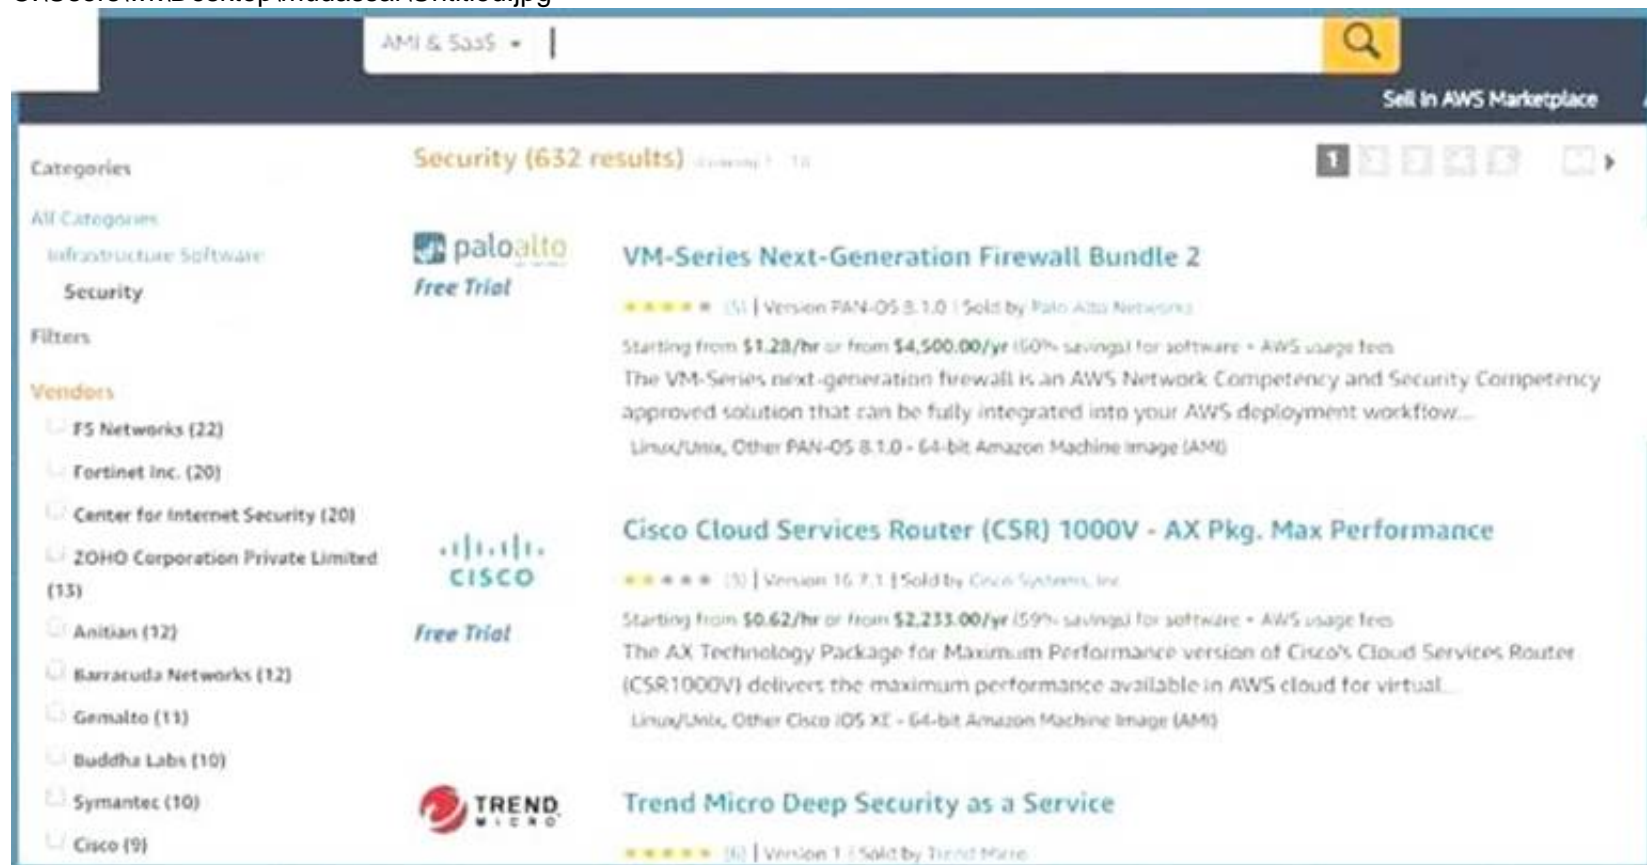 AMI & SaaS
Sell in AWS Marketplace
Categories
All Categories
Infrastructure Software
Security
Filters
Vendors
F5 Networks (22)
Fortinet Inc. (20)
Center for Internet Security (20)
ZOHO Corporation Private Limited
(13)
Anitian (12)
Barracuda Networks (12)
Gemalto (11)
Buddha Labs (10)
Symantec (10)
Cisco (9)
Security (632 results)
1
paloalto
Free Trial
VM-Series Next-Generation Firewall Bundle 2
(5) | Version PAN-OS 8.1.0 | Sold by Palo Alto Networks
Starting from $1.28/hr or from $4,500.00/yr (60% savings) for software + AWS usage fees
The VM-Series next-generation firewall is an AWS Network Competency and Security Competency
approved solution that can be fully integrated into your AWS deployment workflow...
Linux/Unix, Other PAN-OS 8.1.0 - 64-bit Amazon Machine Image (AMI)
CISCO
Free Trial
Cisco Cloud Services Router (CSR) 1000V - AX Pkg. Max Performance
| Version 16.7.1 | Sold by Cisco Systems, Inc.
Starting from $0.62/hr or from $2,233.00/yr (59% savings) for software + AWS usage fees
The AX Technology Package for Maximum Performance version of Cisco's Cloud Services Router
(CSR1000V) delivers the maximum performance available in AWS cloud for virtual...
Linux/Unix, Other Cisco IOS XE - 64-bit Amazon Machine Image (AMI)
TREND
MICRO
Trend Micro Deep Security as a Service
(6) | Version 1 | Sold by Trend Micro